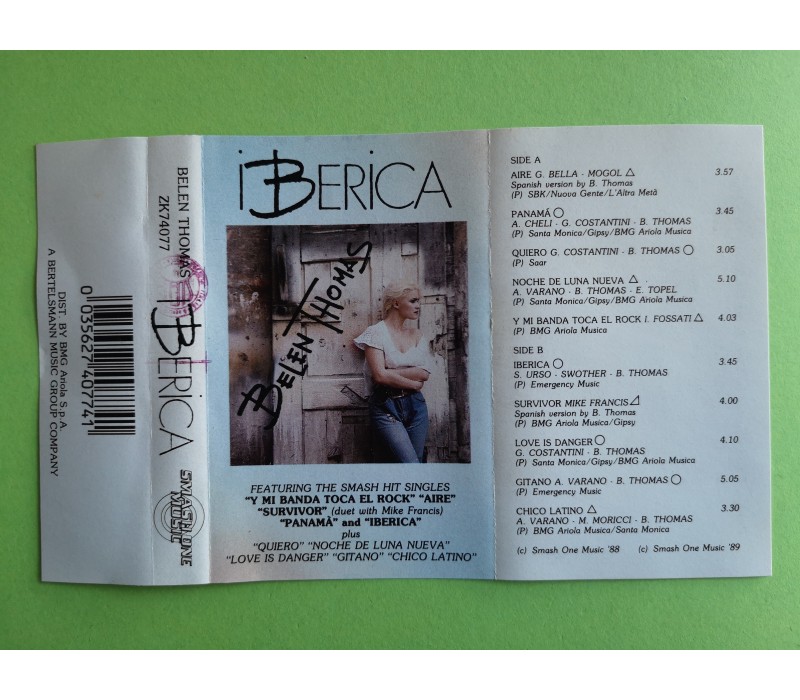 A BERTELSMANN MUSIC GROUP COMPANY
DIST. BY BMG Ariola S.p.A.
0 035627 407741
BELEN THOMAS
ZK74077
iBERiCA
SMASH ONE
MUSIC
iBERiCA
BELEN THOMAS
FEATURING THE SMASH HIT SINGLES
"Y MI BANDA TOCA EL ROCK" "AIRE"
"SURVIVOR" (duet with Mike Francis)
"PANAMÁ" and "IBERICA"
plus
"QUIERO" "NOCHE DE LUNA NUEVA"
"LOVE IS DANGER" "GITANO" "CHICO LATINO"
SIDE A
AIRE G. BELLA - MOGOL △ 3.57
Spanish version by B. Thomas
(P) SBK/Nuova Gente/L'Altra Metà
PANAMÁ ○ 3.45
A. CHELI - G. COSTANTINI - B. THOMAS
(P) Santa Monica/Gipsy/BMG Ariola Musica
QUIERO G. COSTANTINI - B. THOMAS ○ 3.05
(P) Saar
NOCHE DE LUNA NUEVA △ 5.10
A. VARANO - B. THOMAS - E. TOPEL
(P) Santa Monica/Gipsy/BMG Ariola Musica
Y MI BANDA TOCA EL ROCK I. FOSSATI △ 4.03
(P) BMG Ariola Musica
SIDE B
IBERICA ○ 3.45
S. URSO - SWOTHER - B. THOMAS
(P) Emergency Music
SURVIVOR MIKE FRANCIS △ 4.00
Spanish version by B. Thomas
(P) BMG Ariola Musica/Gipsy
LOVE IS DANGER ○ 4.10
G. COSTANTINI - B. THOMAS
(P) Santa Monica/Gipsy/BMG Ariola Musica
GITANO A. VARANO - B. THOMAS ○ 5.05
(P) Emergency Music
CHICO LATINO △ 3.30
A. VARANO - M. MORICCI - B. THOMAS
(P) BMG Ariola Musica/Santa Monica
(c) Smash One Music '88 (c) Smash One Music '89